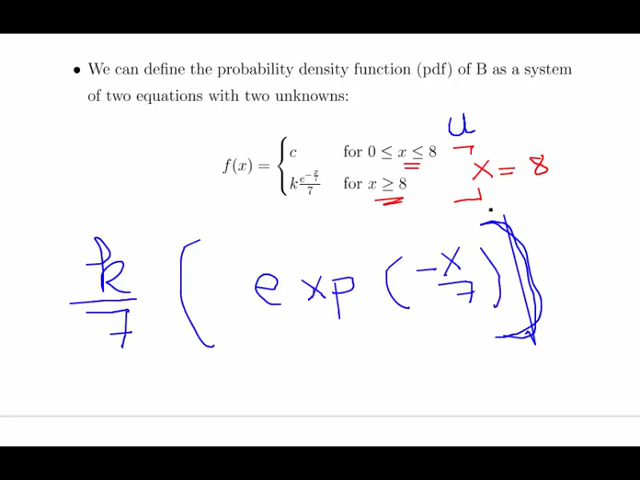 • We can define the probability density function (pdf) of B as a system
of two equations with two unknowns:
u
f(x) = { c for 0 ≤ x ≤ 8
k e^{-x/7}/7 for x ≥ 8
x = 8
k/7 ( exp ( -x/7 ) )